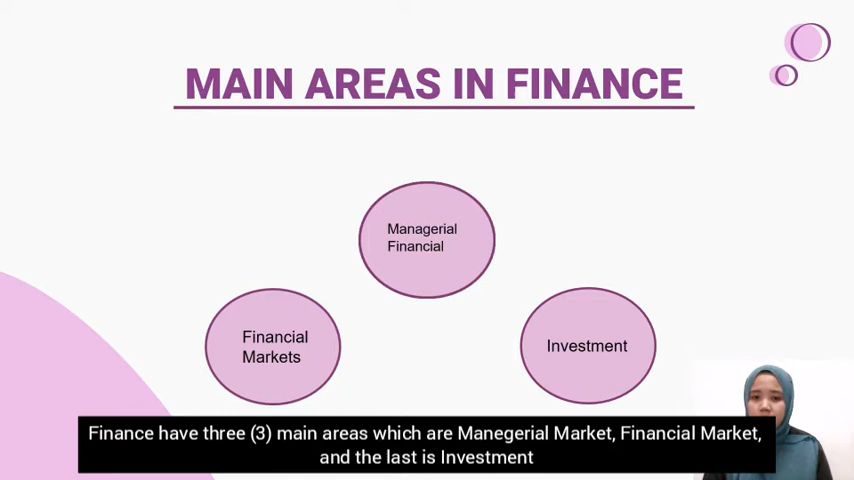 MAIN AREAS IN FINANCE
Managerial
Financial
Financial
Markets
Investment
Finance have three (3) main areas which are Manegerial Market, Financial Market,
and the last is Investment